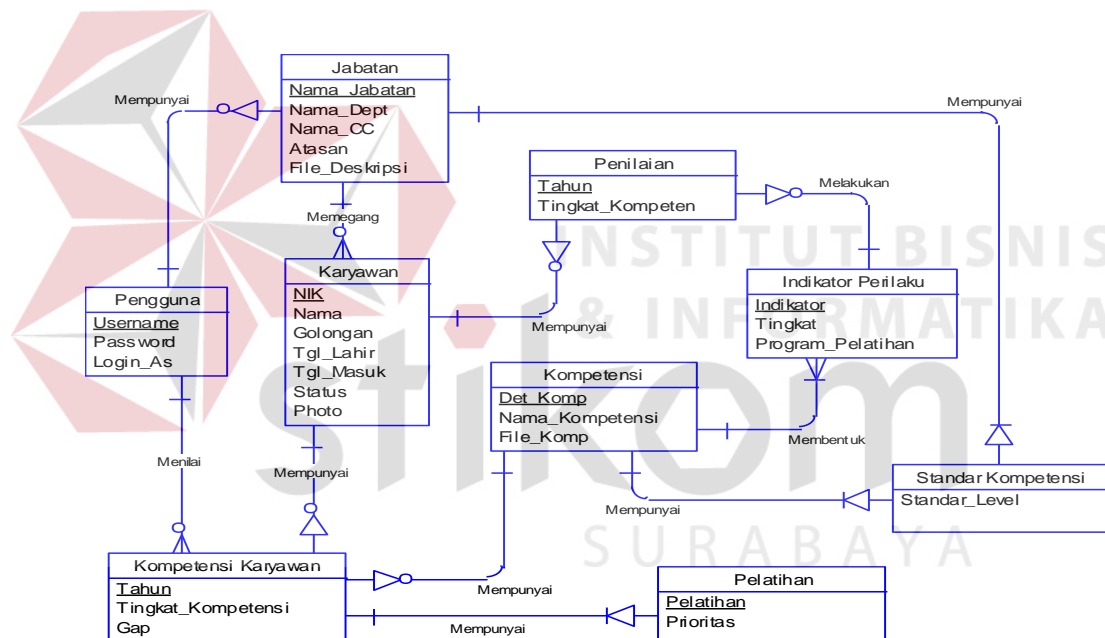 Jabatan
Nama_Jabatan
Nama_Dept
Nama_CC
Atasan
File_Deskripsi
Mempunyai
Mempunyai
Memegang
Penilaian
Tahun
Tingkat_Kompeten
Melakukan
INSTITUT BISNIS
& INFORMATIKA
stikom
SURABAYA
Karyawan
NIK
Nama
Golongan
Tgl_Lahir
Tgl_Masuk
Status
Photo
Pengguna
Username
Password
Login_As
Mempunyai
Indikator Perilaku
Indikator
Tingkat
Program_Pelatihan
Kompetensi
Det_Komp
Nama_Kompetensi
File_Komp
Membentuk
Menilai
Mempunyai
Mempunyai
Standar Kompetensi
Standar_Level
Kompetensi Karyawan
Tahun
Tingkat_Kompetensi
Gap
Mempunyai
Mempunyai
Pelatihan
Pelatihan
Prioritas